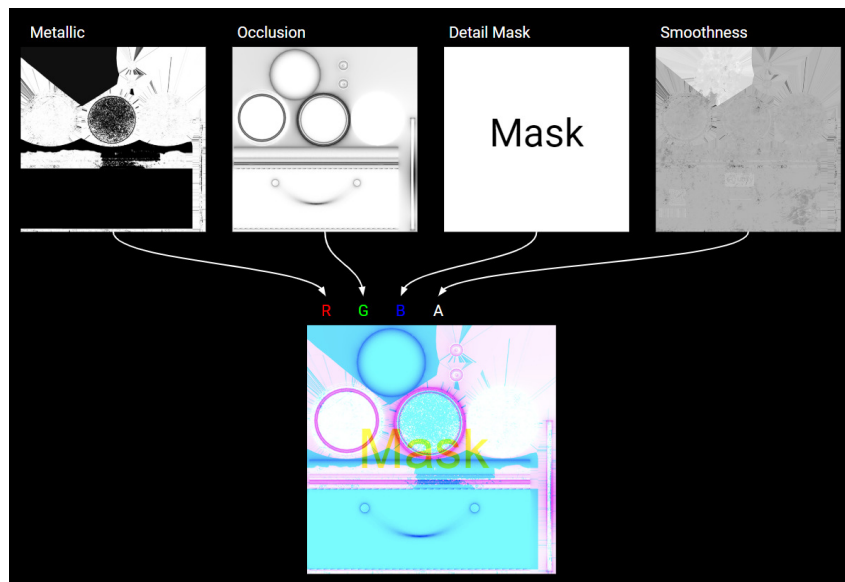 Metallic
Occlusion
Detail Mask
Smoothness
Mask
R
G
B
A
Mask